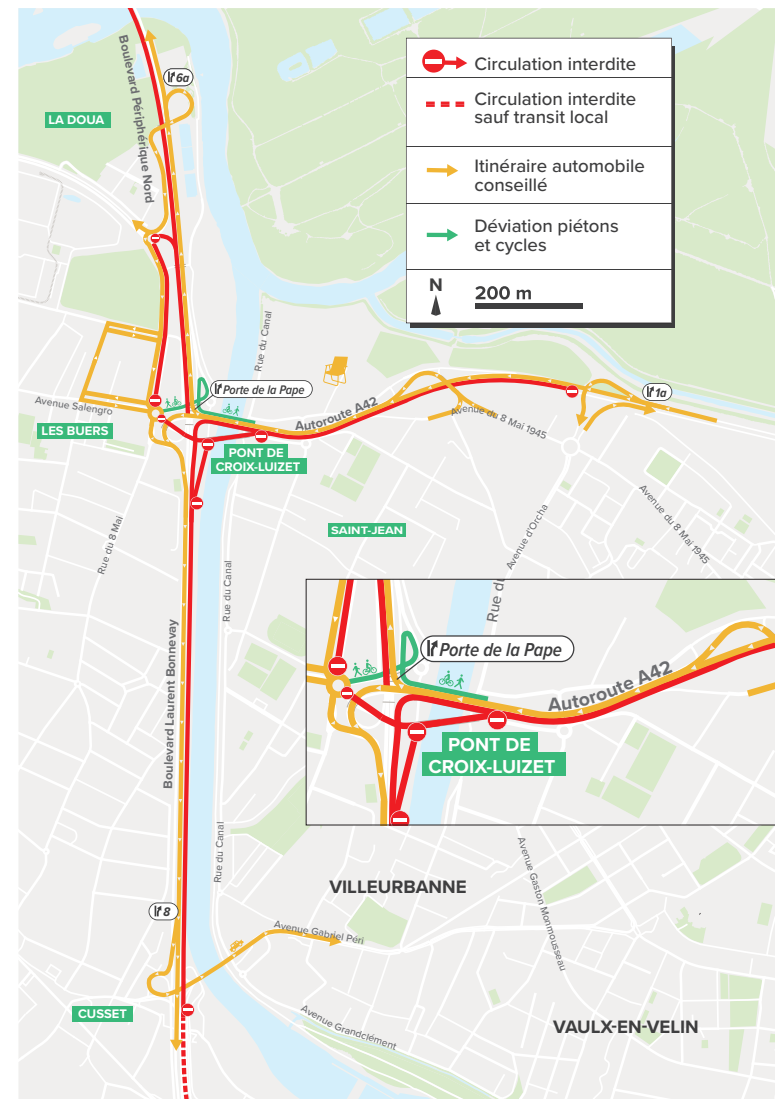 Circulation interdite
Circulation interdite
sauf transit local
Itinéraire automobile
conseillé
Déviation piétons
et cycles
N
200 m
6a
LA DOUA
Boulevard Périphérique Nord
Rue du Canal
Porte de la Pape
Avenue Salengro
LES BUERS
Autoroute A42
Avenue du 8 Mai 1945
1a
PONT DE
CROIX-LUIZET
SAINT-JEAN
Rue du 8 Mai
Avenue d'Orcha
Avenue du 8 Mai 1945
Rue du Canal
Rue du
Porte de la Pape
Autoroute A42
PONT DE
CROIX-LUIZET
Boulevard Laurent Bonnevay
Rue du Canal
VILLEURBANNE
Avenue Gaston Monmousseau
8
Avenue Gabriel Péri
CUSSET
Avenue Grandclément
VAULX-EN-VELIN